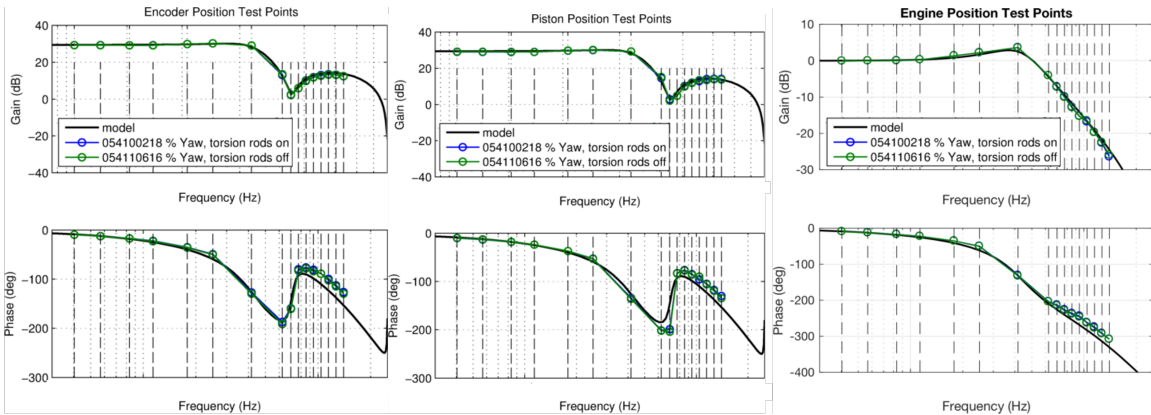 Encoder Position Test Points
40
20
0
−20
−40
Gain (dB)
model
054100218 % Yaw, torsion rods on
054110616 % Yaw, torsion rods off
Frequency (Hz)
0
−100
−200
−300
Phase (deg)
Frequency (Hz)
Piston Position Test Points
40
20
0
−20
−40
Gain (dB)
model
054100218 % Yaw, torsion rods on
054110616 % Yaw, torsion rods off
Frequency (Hz)
0
−100
−200
−300
Phase (deg)
Frequency (Hz)
Engine Position Test Points
10
0
-10
-20
-30
Gain (dB)
model
054100218 % Yaw, torsion rods on
054110616 % Yaw, torsion rods off
Frequency (Hz)
0
-100
-200
-300
-400
Phase (deg)
Frequency (Hz)